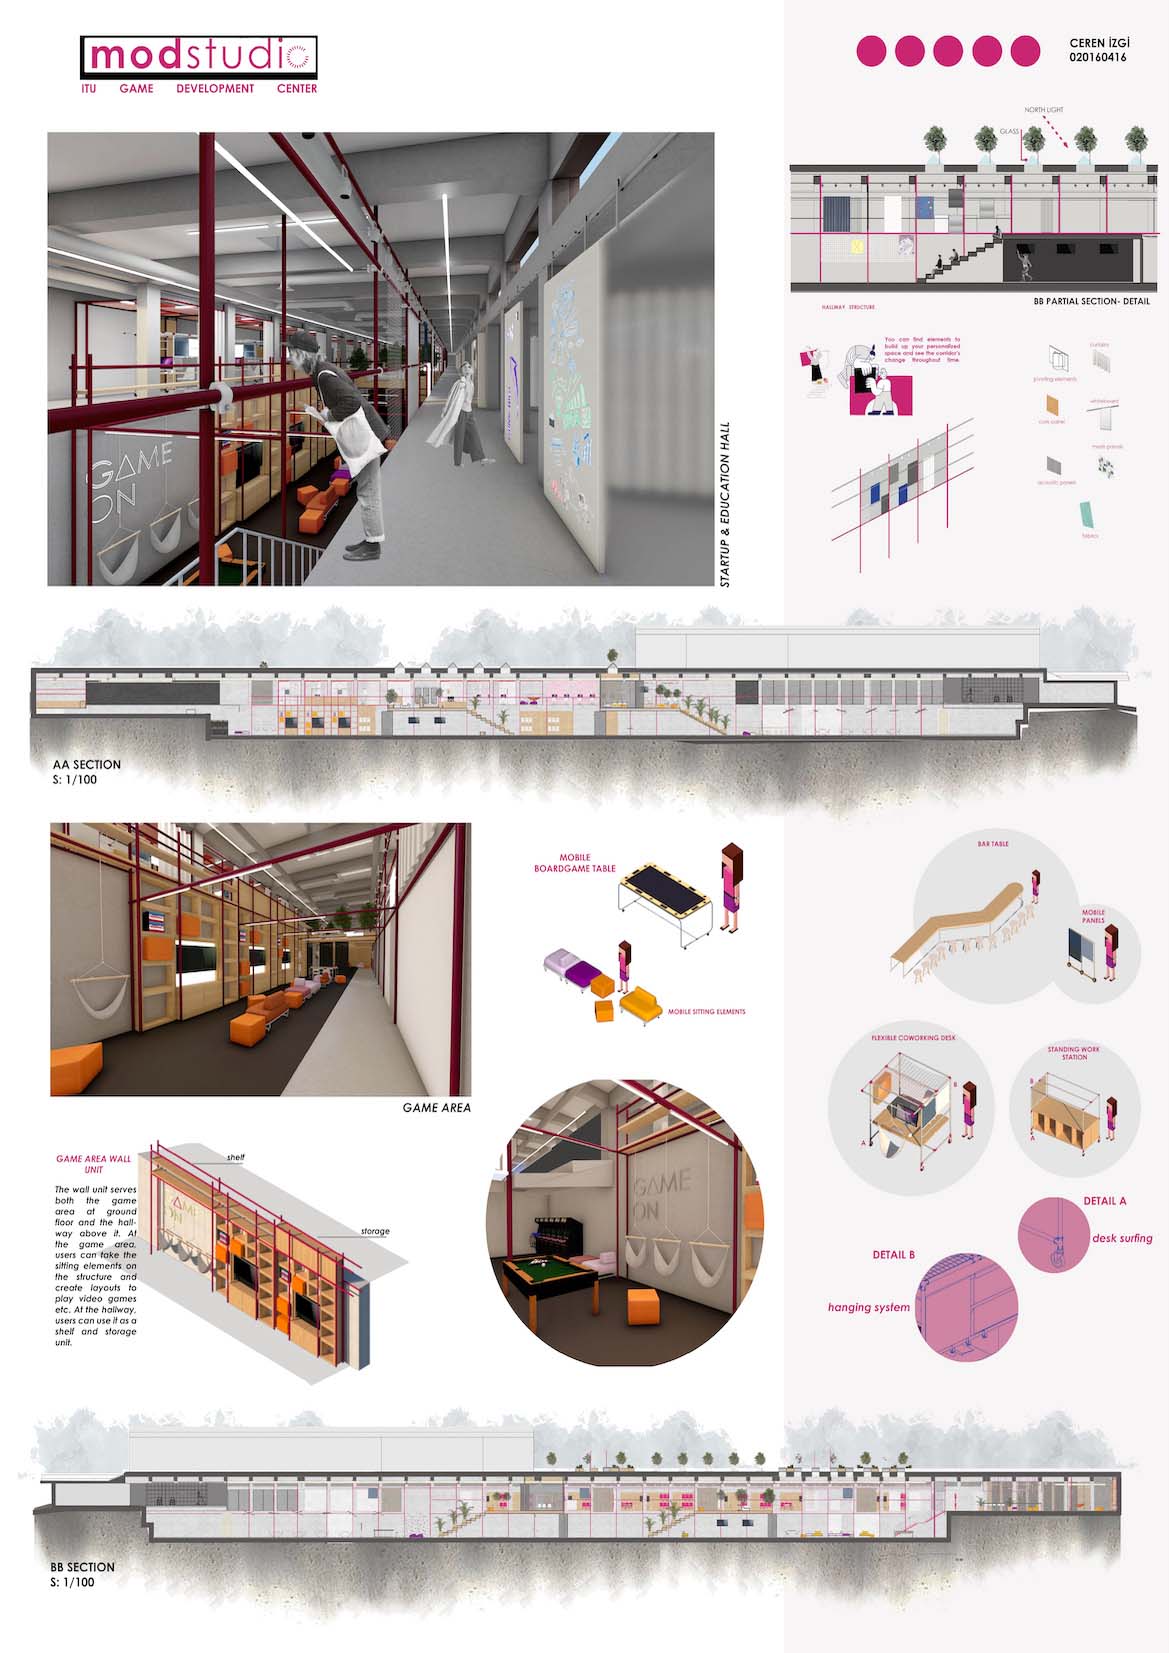 modstudio
ITU GAME DEVELOPMENT CENTER
CEREN İZGİ
020160416
NORTH LIGHT
GLASS
BB PARTIAL SECTION- DETAIL
HALLWAY STRUCTURE
You can find elements to
build up your personalized
space and see the corridor's
change throughout time.
curtains
pivoting elements
whiteboard
cork panel
mesh panels
acoustic panels
fabrics
GAME
ON
STARTUP & EDUCATION HALL
AA SECTION
S: 1/100
GAME AREA
MOBILE
BOARDGAME TABLE
MOBILE SITTING ELEMENTS
BAR TABLE
MOBILE
PANELS
FLEXIBLE COWORKING DESK
B
A
STANDING WORK
STATION
B
A
DETAIL A
desk surfing
DETAIL B
hanging system
GAME AREA WALL
UNIT
The wall unit serves
both the game
area at ground
floor and the hall-
way above it. At
the game area,
users can take the
sitting elements on
the structure and
create layouts to
play video games
etc. At the hallway,
users can use it as a
shelf and storage
unit.
shelf
storage
GAME
ON
GAME
ON
BB SECTION
S: 1/100